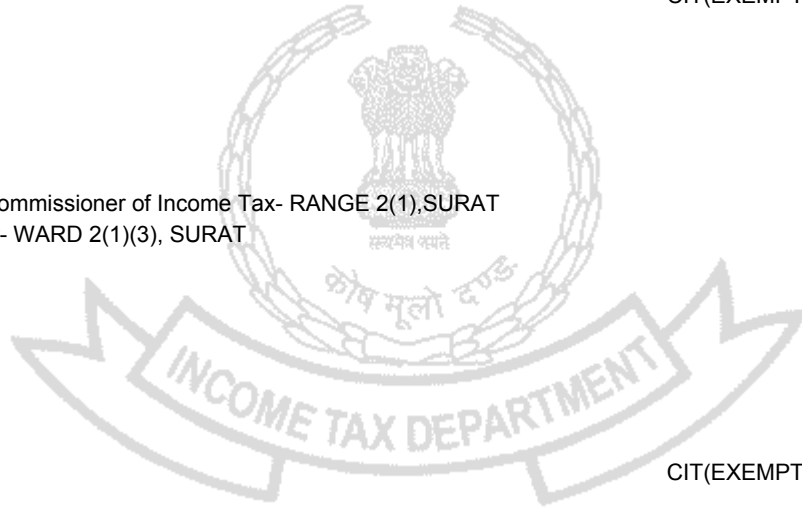 CIT(EXEMPT
ommissioner of Income Tax- RANGE 2(1),SURAT
- WARD 2(1)(3), SURAT
सत्यमेव जयते
कोष मूलो दण्डः
INCOME TAX DEPARTMENT
CIT(EXEMPT